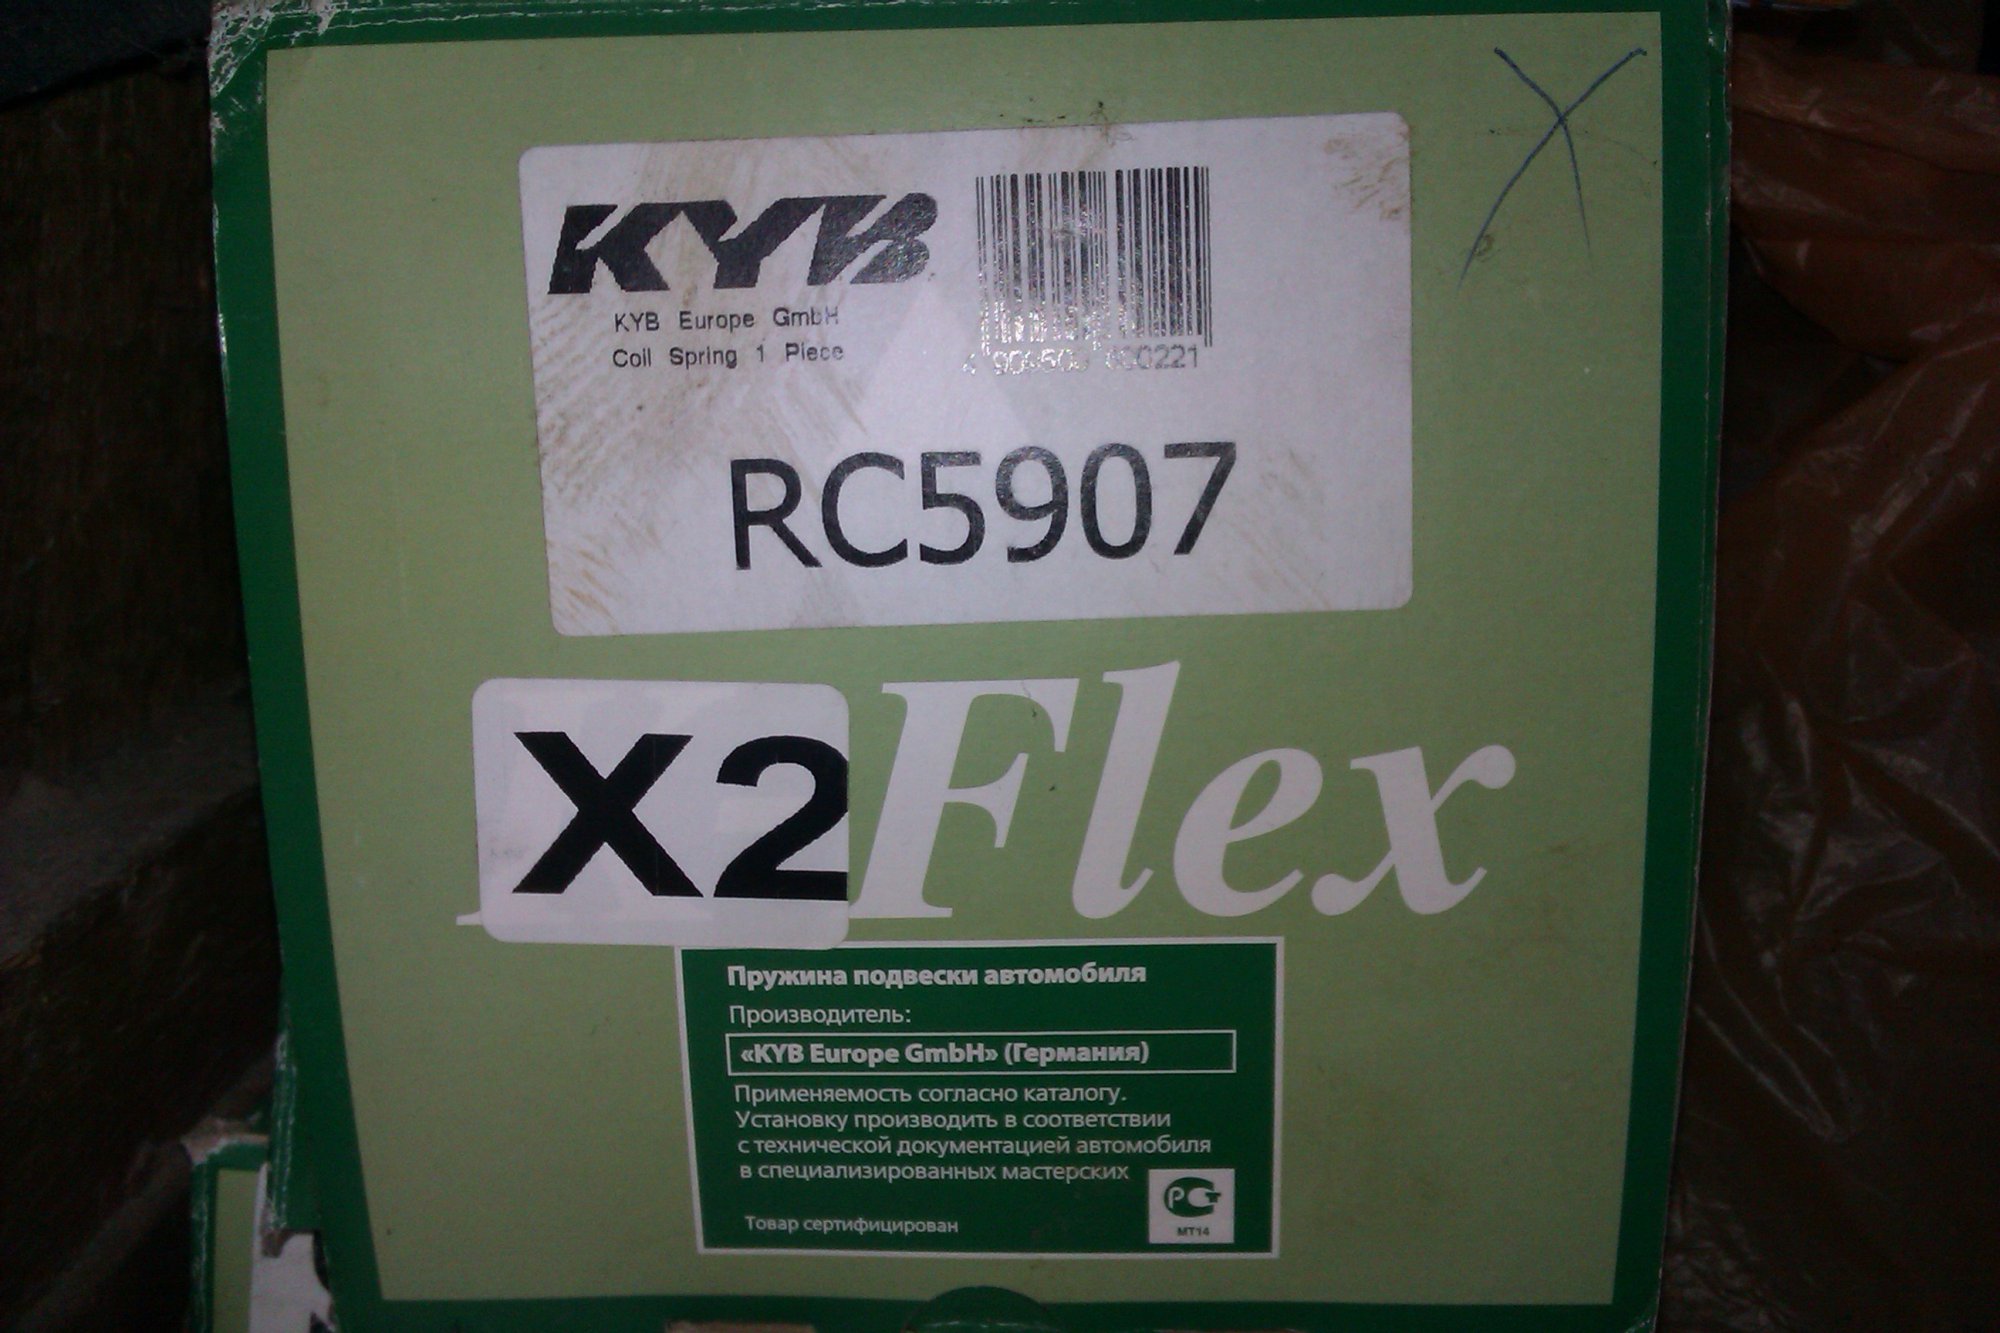 KYB
KYB Europe GmbH
Coil Spring 1 Piece
RC5907
X2
Flex
Пружина подвески автомобиля
Производитель:
«KYB Europe GmbH» (Германия)
Применяемость согласно каталогу.
Установку производить в соответствии
с технической документацией автомобиля
в специализированных мастерских
Товар сертифицирован
РСТ
МТ14